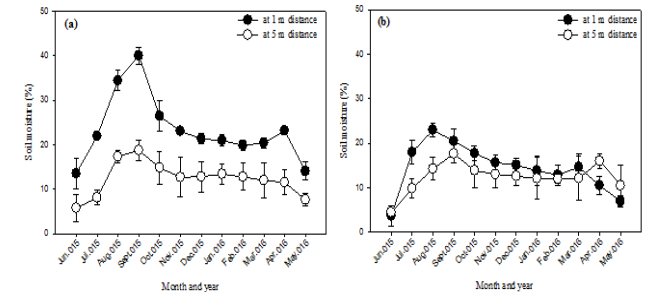 (a)
at 1 m distance
at 5 m distance
50
40
30
20
10
0
Soil moisture (%)
Jun.015
Jul.015
Aug.015
Sept.015
Oct.015
Nov.015
Dec.015
Jan.016
Feb.016
Mar.016
Apr.016
May.016
Month and year
(b)
at 1 m distance
at 5 m distance
50
40
30
20
10
0
Soil moisture (%)
Jun.015
Jul.015
Aug.015
Sept.015
Oct.015
Nov.015
Dec.015
Jan.016
Feb.016
Mar.016
Apr.016
May.016
Month and year